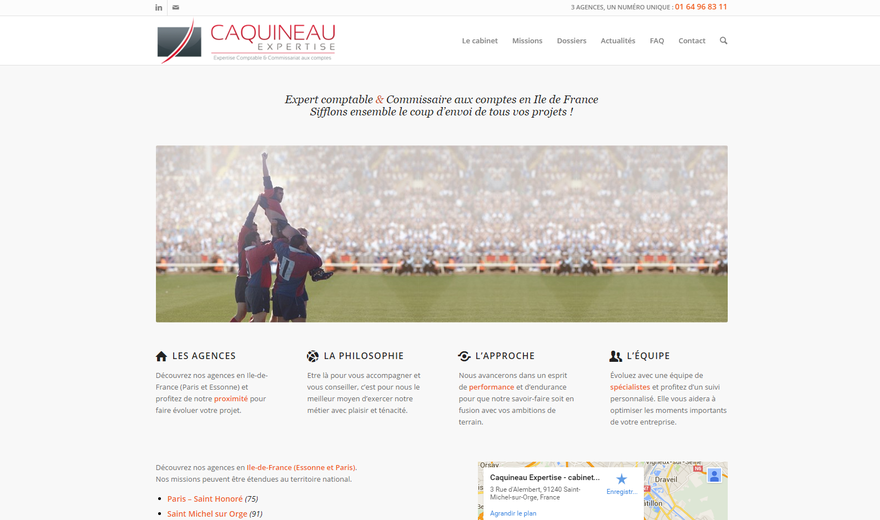 3 AGENCES, UN NUMÉRO UNIQUE : 01 64 96 83 11
CAQUINEAU
EXPERTISE
Expertise Comptable & Commissariat aux comptes
Le cabinet Missions Dossiers Actualités FAQ Contact
Expert comptable & Commissaire aux comptes en Ile de France
Sifflons ensemble le coup d'envoi de tous vos projets !
LES AGENCES
Découvrez nos agences en Ile-de-
France (Paris et Essonne) et
profitez de notre proximité pour
faire évoluer votre projet.
LA PHILOSOPHIE
Etre là pour vous accompagner et
vous conseiller, c'est pour nous le
meilleur moyen d'exercer notre
métier avec plaisir et ténacité.
L'APPROCHE
Nous avancerons dans un esprit
de performance et d'endurance
pour que notre savoir-faire soit en
fusion avec vos ambitions de
terrain.
L'ÉQUIPE
Évoluez avec une équipe de
spécialistes et profitez d'un suivi
personnalisé. Elle vous aidera à
optimiser les moments importants
de votre entreprise.
Découvrez nos agences en Ile-de-France (Essonne et Paris).
Nos missions peuvent être étendues au territoire national.
• Paris – Saint Honoré (75)
• Saint Michel sur Orge (91)
Orsay
Caquineau Expertise - cabinet...
3 Rue d'Alembert, 91240 Saint-
Michel-sur-Orge, France
Agrandir le plan
Enregistr...
Draveil